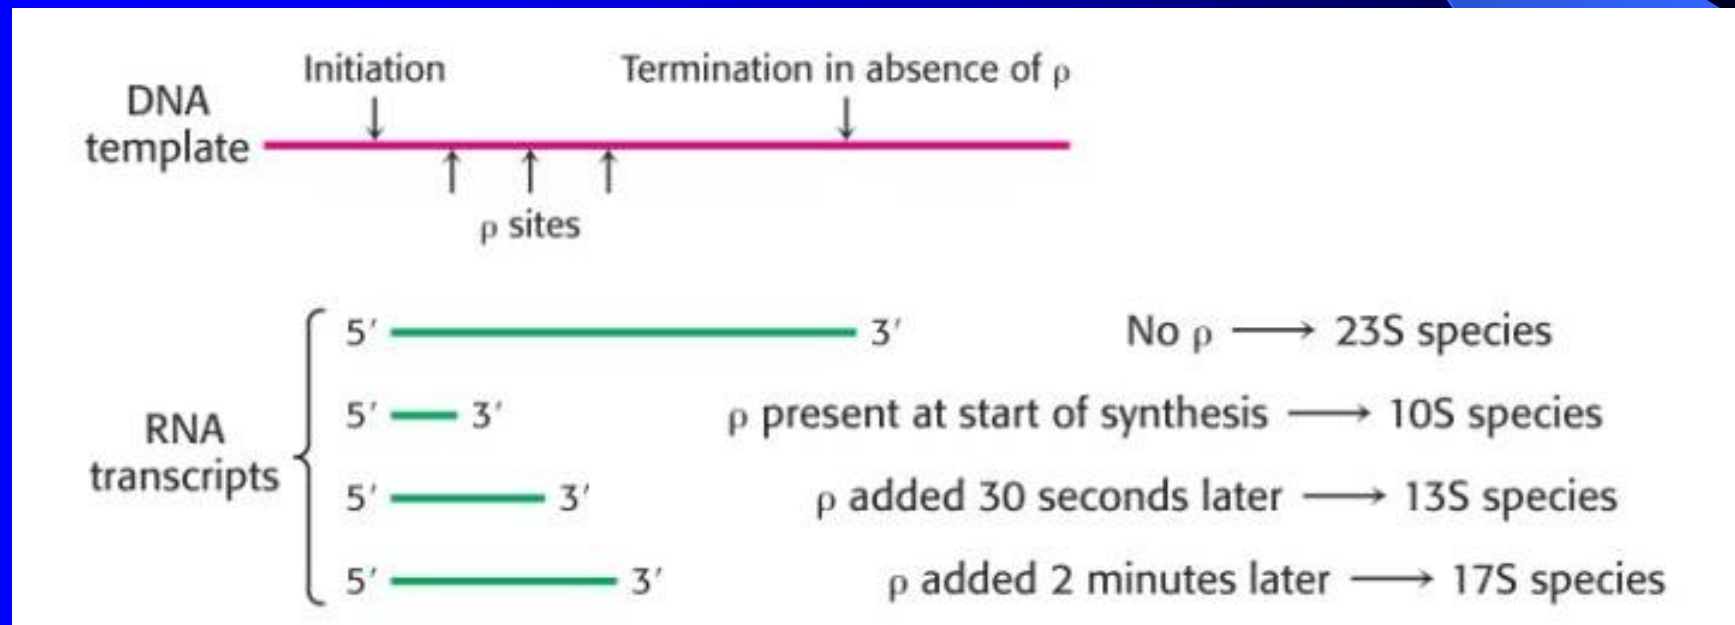 Initiation
Termination in absence of ρ
DNA
template
ρ sites
5′ 3′ No ρ ⟶ 23S species
5′ 3′ ρ present at start of synthesis ⟶ 10S species
RNA
transcripts
5′ 3′ ρ added 30 seconds later ⟶ 13S species
5′ 3′ ρ added 2 minutes later ⟶ 17S species